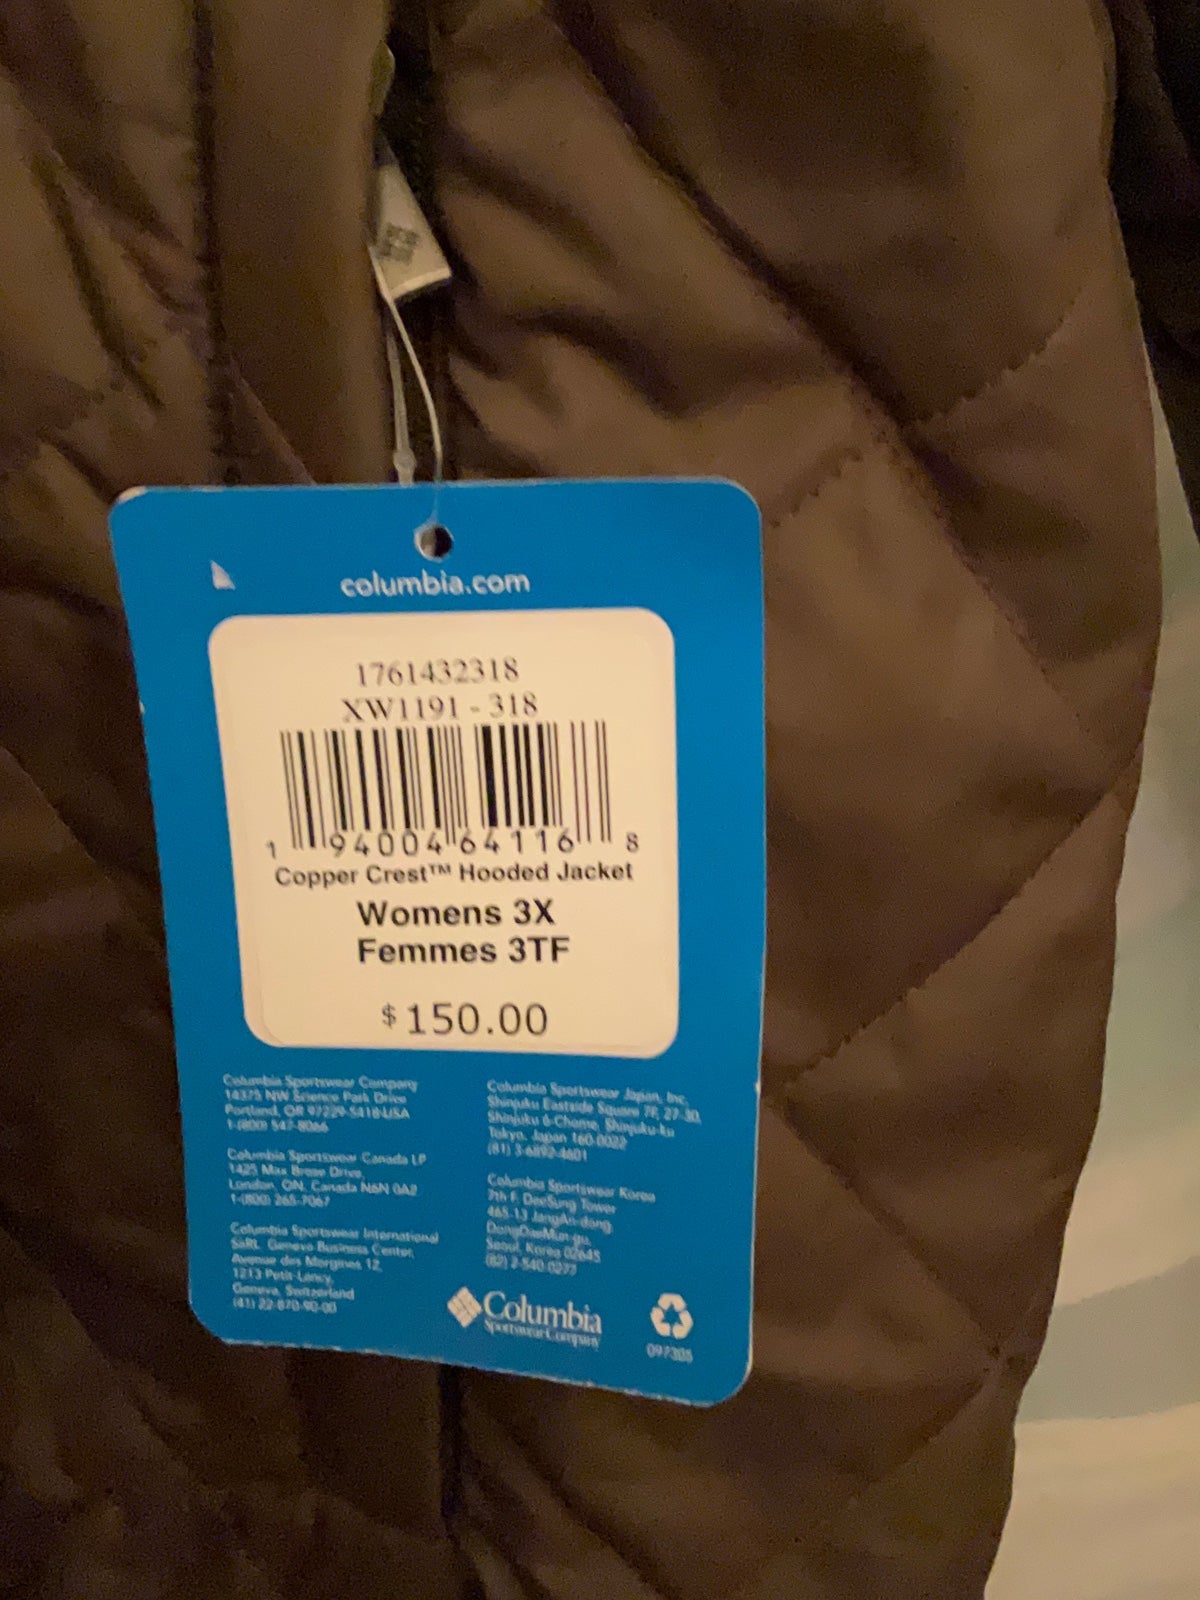 columbia.com
1761432318
XW1191 - 318
1 94004 64116 8
Copper Crest™ Hooded Jacket
Womens 3X
Femmes 3TF
$150.00
Columbia Sportswear Company
14375 NW Science Park Drive
Portland, OR 97229-5418 USA
1-(800) 547-8066
Columbia Sportswear Canada LP
1425 Max Brose Drive,
London, ON, Canada N6N 0A2
1-(800) 265-7067
Columbia Sportswear International
SaRL Geneva Business Center,
Avenue des Morgines 12,
1213 Petit-Lancy,
Geneva, Switzerland
(41) 22-870-90-00
Columbia Sportswear Japan, Inc.
Shinjuku Eastside Square 7F, 27-30,
Shinjuku 6-Chome, Shinjuku-ku
Tokyo, Japan 160-0022
(81) 3-6892-4601
Columbia Sportswear Korea
7th F. DaeSung Tower
465-13 JangAn-dong,
DongDaeMun-gu,
Seoul, Korea 02645
(82) 2-540-0277
Columbia
Sportswear Company
097305